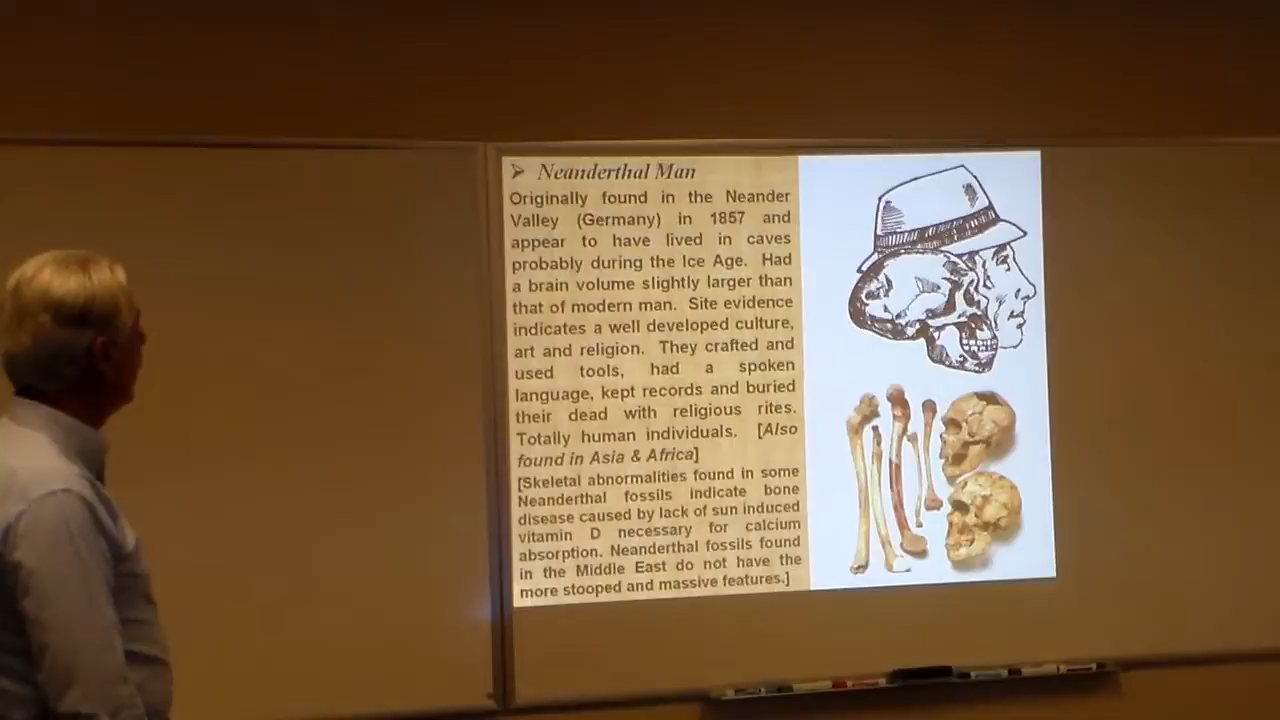 ➢ Neanderthal Man
Originally found in the Neander
Valley (Germany) in 1857 and
appear to have lived in caves
probably during the Ice Age. Had
a brain volume slightly larger than
that of modern man. Site evidence
indicates a well developed culture,
art and religion. They crafted and
used tools, had a spoken
language, kept records and buried
their dead with religious rites.
Totally human individuals. [Also
found in Asia & Africa]
[Skeletal abnormalities found in some
Neanderthal fossils indicate bone
disease caused by lack of sun induced
vitamin D necessary for calcium
absorption. Neanderthal fossils found
in the Middle East do not have the
more stooped and massive features.]